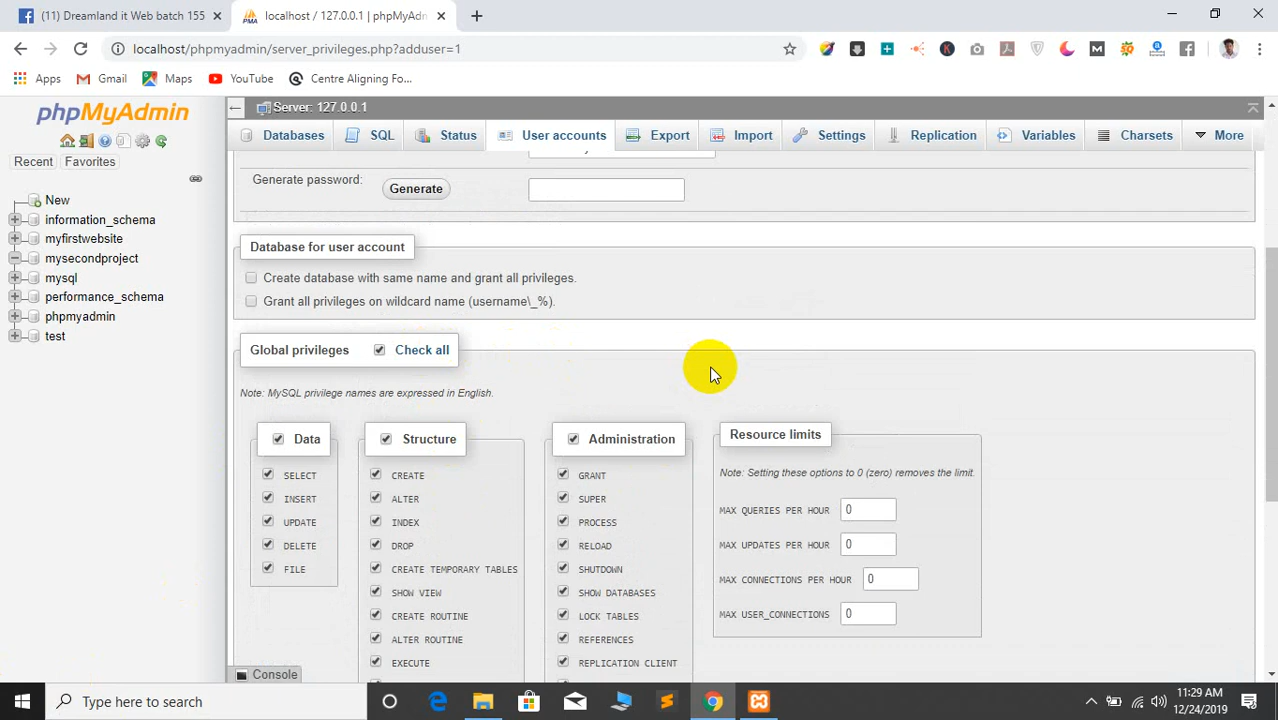 (11) Dreamland it Web batch 155
localhost / 127.0.0.1 | phpMyAdn
localhost/phpmyadmin/server_privileges.php?adduser=1
Apps
Gmail
Maps
YouTube
Centre Aligning Fo...
phpMyAdmin
Recent
Favorites
New
information_schema
myfirstwebsite
mysecondproject
mysql
performance_schema
phpmyadmin
test
Server: 127.0.0.1
Databases
SQL
Status
User accounts
Export
Import
Settings
Replication
Variables
Charsets
More
Generate password:
Generate
Database for user account
Create database with same name and grant all privileges.
Grant all privileges on wildcard name (username\_%).
Global privileges
Check all
Note: MySQL privilege names are expressed in English.
Data
SELECT
INSERT
UPDATE
DELETE
FILE
Structure
CREATE
ALTER
INDEX
DROP
CREATE TEMPORARY TABLES
SHOW VIEW
CREATE ROUTINE
ALTER ROUTINE
EXECUTE
Administration
GRANT
SUPER
PROCESS
RELOAD
SHUTDOWN
SHOW DATABASES
LOCK TABLES
REFERENCES
REPLICATION CLIENT
Resource limits
Note: Setting these options to 0 (zero) removes the limit.
MAX QUERIES PER HOUR 0
MAX UPDATES PER HOUR 0
MAX CONNECTIONS PER HOUR 0
MAX USER_CONNECTIONS 0
Console
Type here to search
11:29 AM
12/24/2019